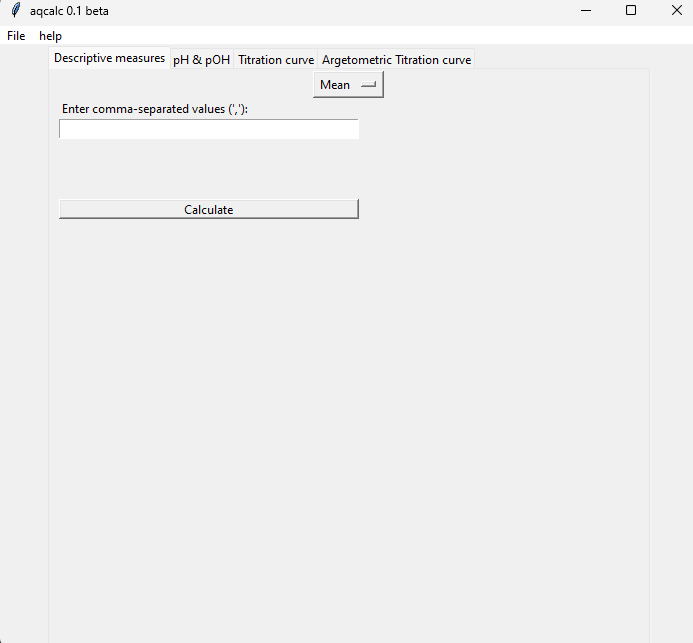 aqcalc 0.1 beta
File help
Descriptive measures pH & pOH Titration curve Argetometric Titration curve
Mean
Enter comma-separated values (','):
Calculate